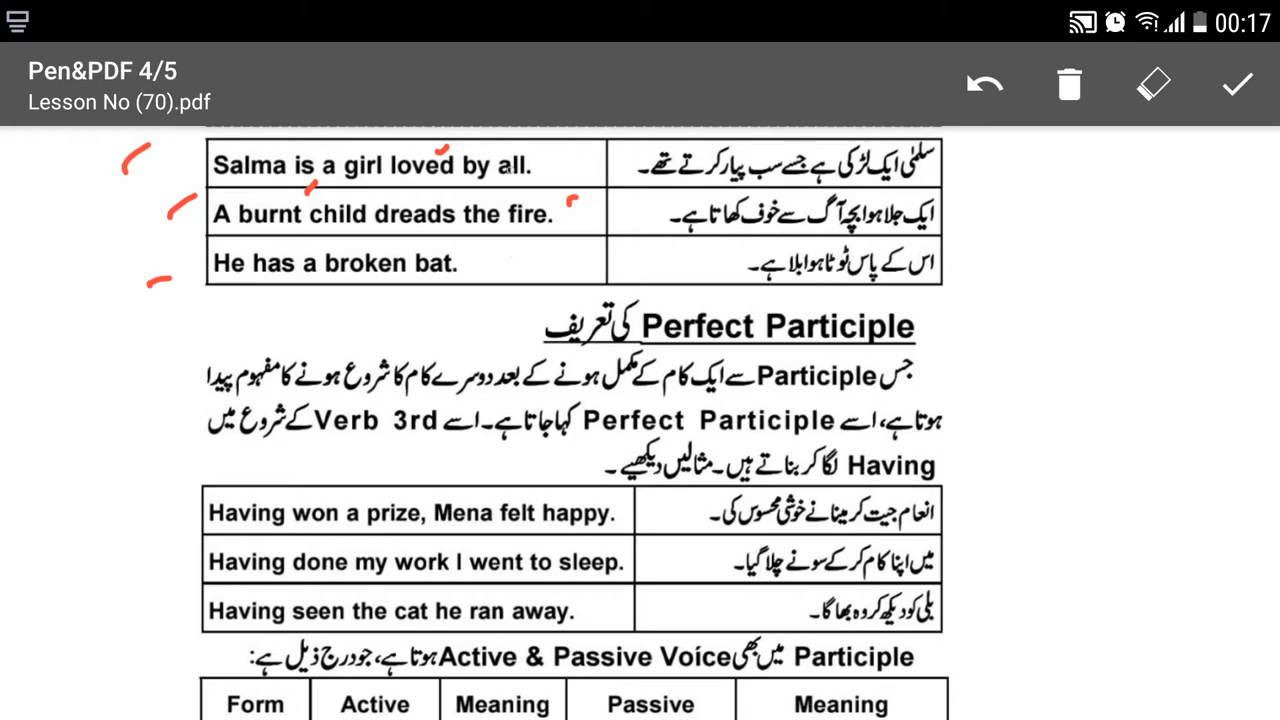 00:17
Pen&PDF 4/5
Lesson No (70).pdf
Salma is a girl loved by all. سلمٰی ایک لڑکی ہے جسے سب پیار کرتے تھے۔
A burnt child dreads the fire. ایک جلا ہوا بچہ آگ سے خوف کھاتا ہے۔
He has a broken bat. اس کے پاس ٹوٹا ہوا بلا ہے۔
Perfect Participle کی تعریف
جس Participle سے ایک کام کے مکمل ہونے کے بعد دوسرے کام کا شروع ہونے کا مفہوم پیدا
ہوتا ہے، اسے Perfect Participle کہا جاتا ہے۔ اسے Verb 3rd کے شروع میں
Having لگا کر بناتے ہیں۔ مثالیں دیکھیے۔
Having won a prize, Mena felt happy. انعام جیت کر مینا نے خوشی محسوس کی۔
Having done my work I went to sleep. میں اپنا کام کر کے سونے چلا گیا۔
Having seen the cat he ran away. بلی کو دیکھ کر وہ بھاگا۔
Participle میں بھی Active & Passive Voice ہوتا ہے، جو درج ذیل ہے:
Form Active Meaning Passive Meaning